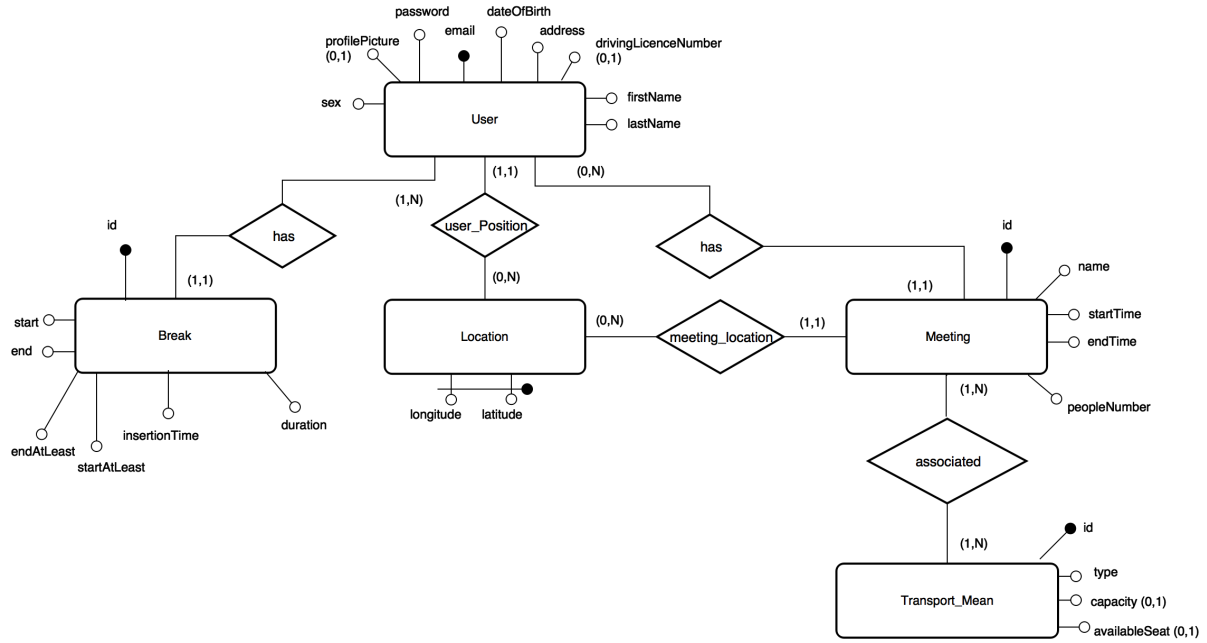 password
dateOfBirth
email
address
profilePicture
(0,1)
drivingLicenceNumber
(0,1)
sex
firstName
lastName
User
(1,N)
(1,1)
(0,N)
id
has
user_Position
has
id
name
(1,1)
(0,N)
(1,1)
start
end
Break
Location
(0,N)
meeting_location
(1,1)
Meeting
startTime
endTime
(1,N)
peopleNumber
longitude
latitude
duration
insertionTime
endAtLeast
startAtLeast
associated
(1,N)
id
Transport_Mean
type
capacity (0,1)
availableSeat (0,1)